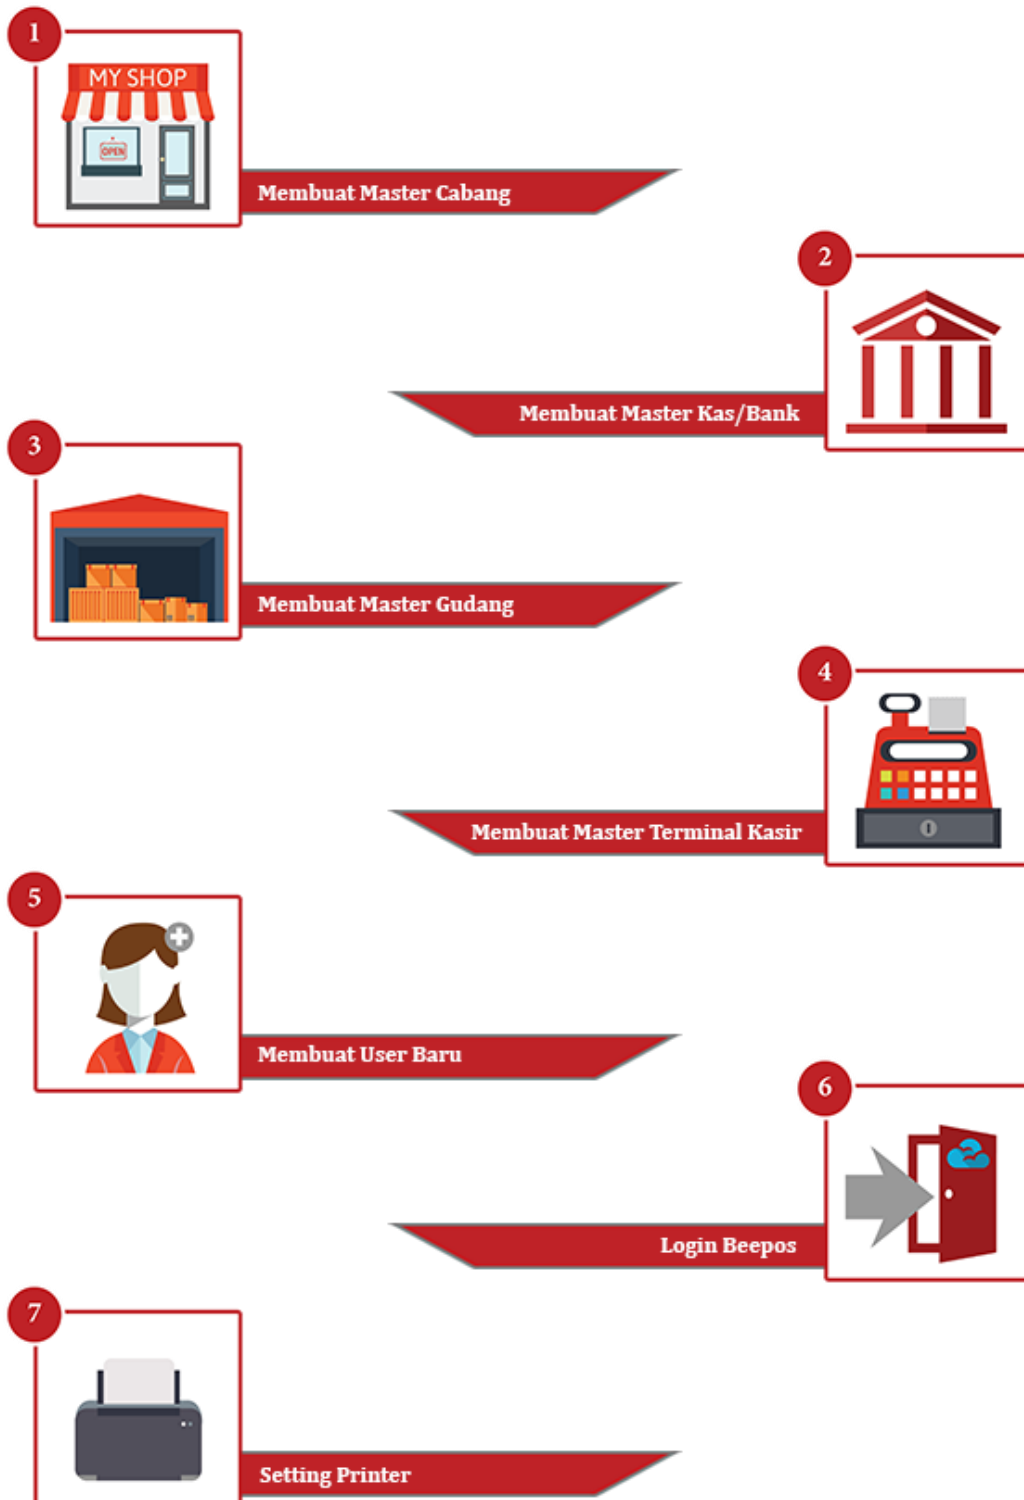 1
MY SHOP
OPEN
Membuat Master Cabang
2
Membuat Master Kas/Bank
3
Membuat Master Gudang
4
Membuat Master Terminal Kasir
5
Membuat User Baru
6
Login Beepos
7
Setting Printer